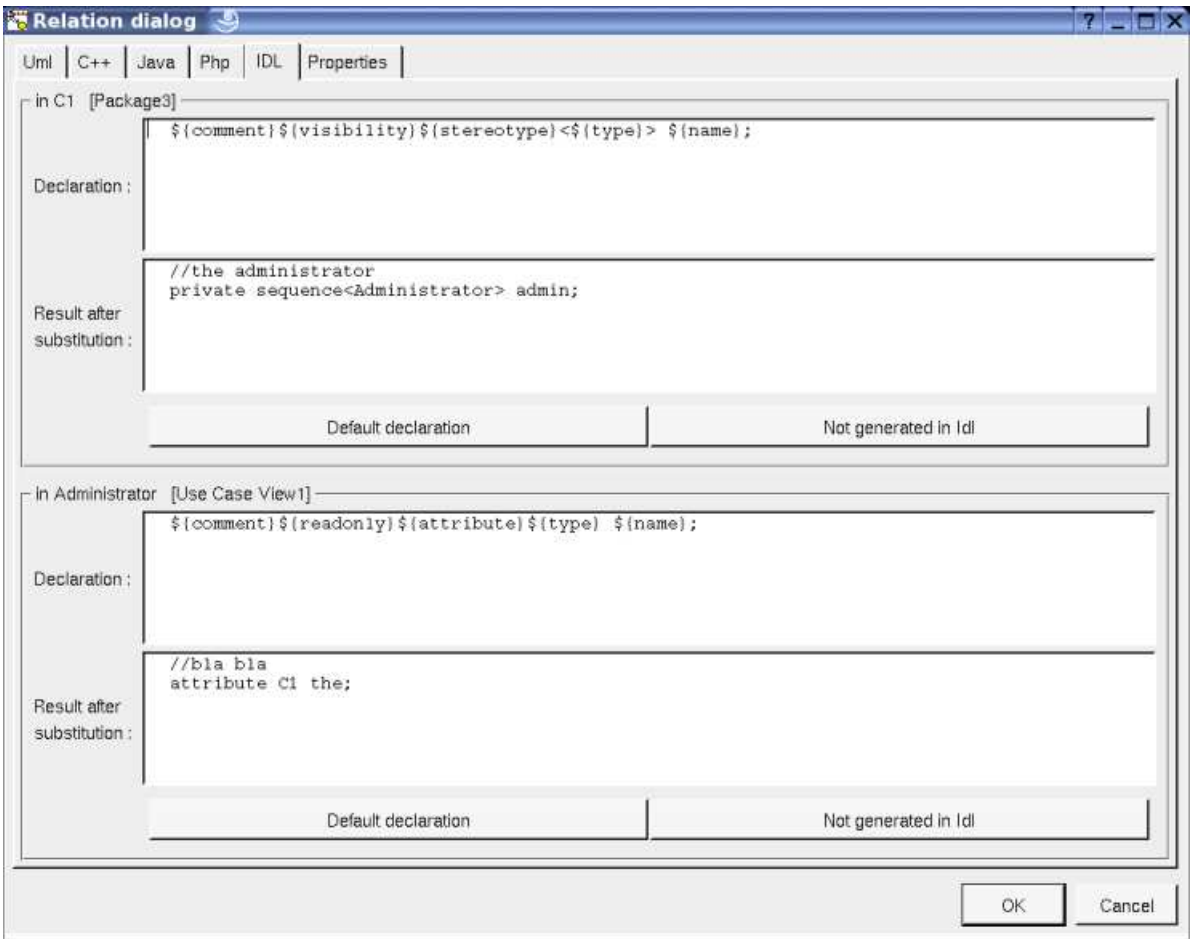 Relation dialog
Uml C++ Java Php IDL Properties
in C1 [Package3]
Declaration :
${comment}${visibility}${stereotype}<${type}> ${name};
Result after
substitution :
//the administrator
private sequence<Administrator> admin;
Default declaration Not generated in Idl
in Administrator [Use Case View1]
Declaration :
${comment}${readonly}${attribute}${type} ${name};
Result after
substitution :
//bla bla
attribute C1 the;
Default declaration Not generated in Idl
OK Cancel